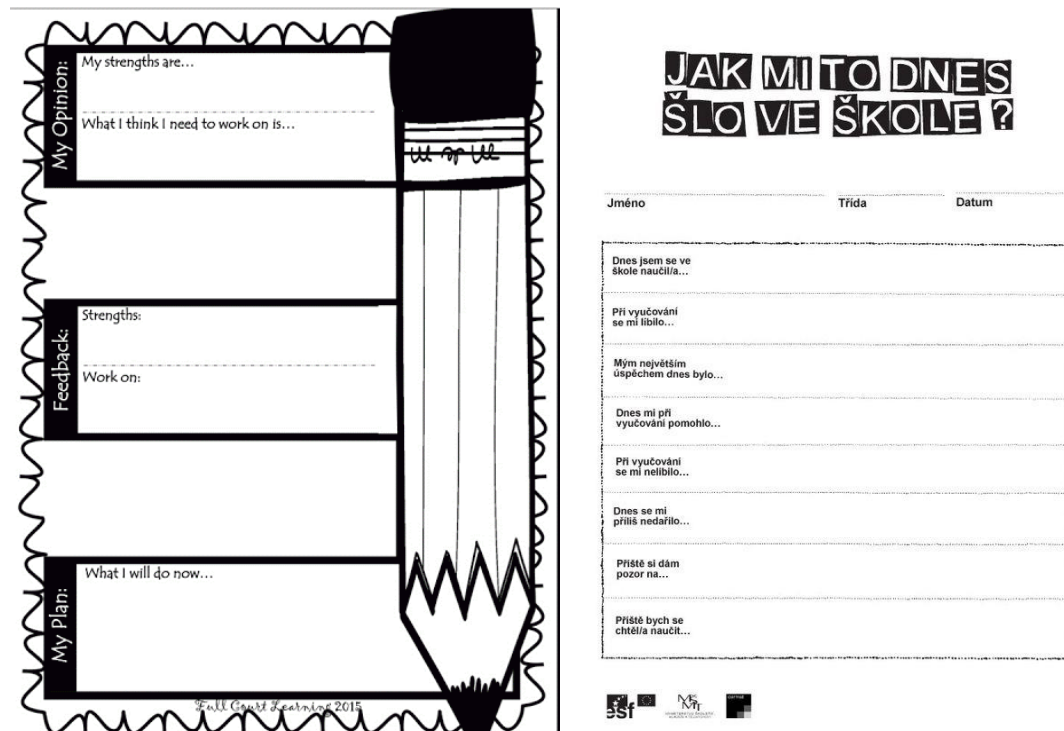 My Opinion:
My strengths are...
What I think I need to work on is...
Feedback:
Strengths:
Work on:
My Plan:
What I will do now...
Full Court Learning 2015
JAK MI TO DNES
ŠLO VE ŠKOLE ?
Jméno
Třída
Datum
Dnes jsem se ve
škole naučil/a...
Při vyučování
se mi líbilo...
Mým největším
úspěchem dnes bylo...
Dnes mi při
vyučování pomohlo...
Při vyučování
se mi nelíbilo...
Dnes se mi
příliš nedařilo...
Příště si dám
pozor na...
Příště bych se
chtěl/a naučit...
esf